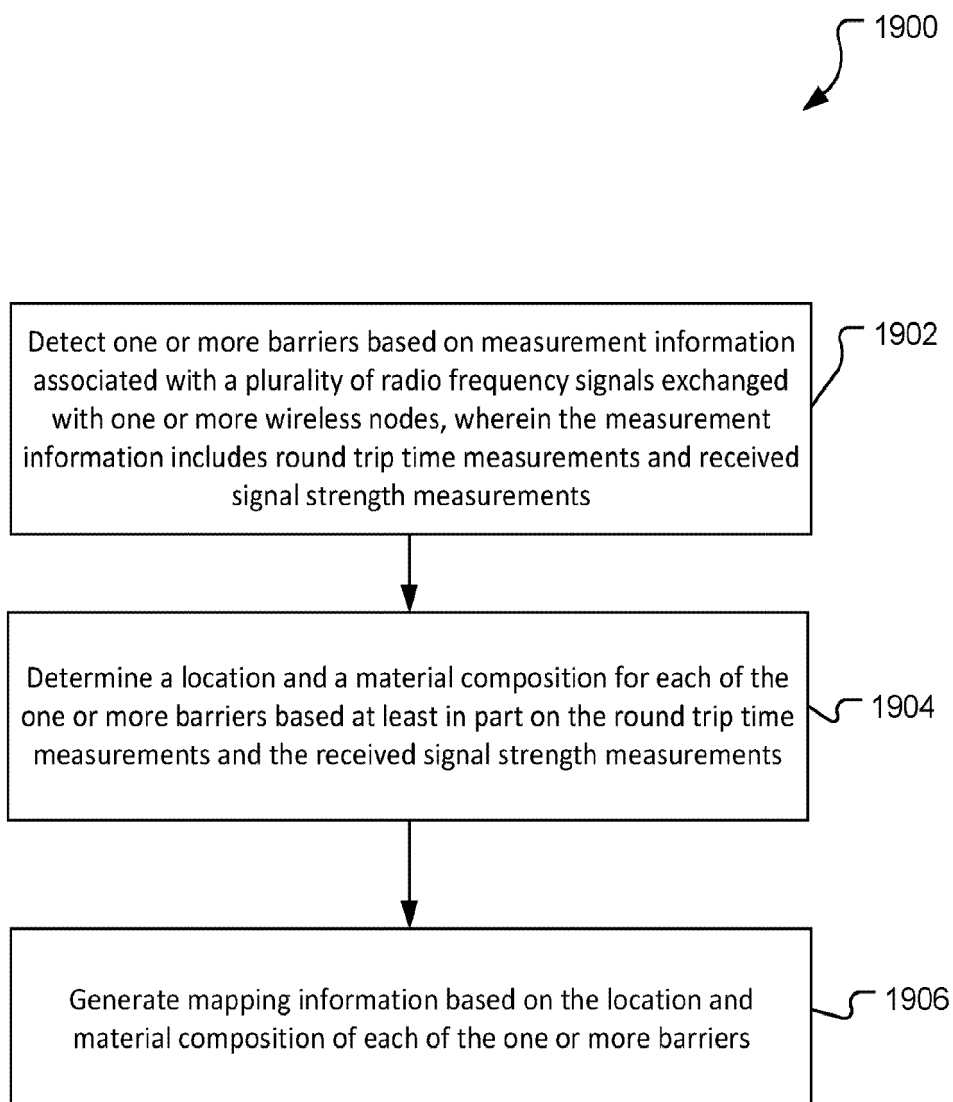 1900
Detect one or more barriers based on measurement information
associated with a plurality of radio frequency signals exchanged
with one or more wireless nodes, wherein the measurement
information includes round trip time measurements and received
signal strength measurements
1902
Determine a location and a material composition for each of the
one or more barriers based at least in part on the round trip time
measurements and the received signal strength measurements
1904
Generate mapping information based on the location and
material composition of each of the one or more barriers
1906